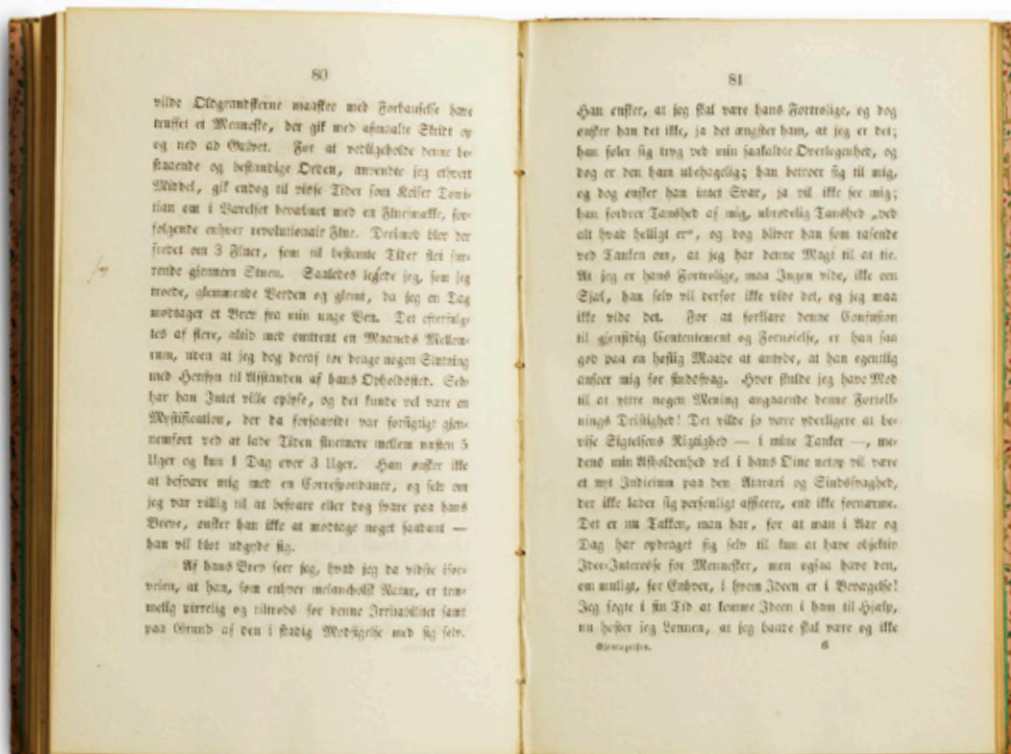 80
vilde Oldgranskerne maaskee med Forbauselse have
truffet et Menneske, der gik med afmaalte Skridt op
og ned ad Gulvet. For at vedligeholde denne be-
staaende og bestandige Orden, anvendte jeg ethvert
Middel, gik endog til visse Tider som Keiser Domi-
tian om i Værelset bevæbnet med en Fluesmække, for-
følgende enhver revolutionair Flue. Derimod blev der
fredet om 3 Fluer, som til bestemte Tider fløi sur-
rende gjennem Stuen. Saaledes levede jeg, som jeg
troede, glemmende Verden og glemt, da jeg en Dag
modtager et Brev fra min unge Ven. Det efterfulg-
tes af flere, altid med omtrent en Maaneds Mellem-
rum, uden at jeg dog deraf tør drage nogen Slutning
med Hensyn til Afstanden af hans Opholdssted. Selv
har han Intet ville oplyse, og det kunde vel være en
Mystification, der da forsaavidt var forsigtigt gjen-
nemført ved at lade Tiden fluctuere mellem næsten 5
Uger og kun 1 Dag over 3 Uger. Han ønsker ikke
at besvære mig med en Correspondance, og selv om
jeg var villig til at besvare eller dog svare paa hans
Breve, ønsker han ikke at modtage noget saadant —
han vil blot udgyde sig.
Af hans Brev seer jeg, hvad jeg da vidste ifor-
veien, at han, som enhver melancholsk Natur, er tem-
melig pirrelig og tiltrods for denne Irritabilitet samt
paa Grund af den i stadig Modsigelse med sig selv.
81
Han ønsker, at jeg skal være hans Fortrolige, og dog
ønsker han det ikke, ja det ængster ham, at jeg er det;
han føler sig tryg ved min saakaldte Overlegenhed, og
dog er den ham ubehagelig; han betroer sig til mig,
og dog ønsker han intet Svar, ja vil ikke see mig;
han fordrer Taushed af mig, ubrødelig Taushed „ved
alt hvad helligt er“, og dog bliver han som rasende
ved Tanken om, at jeg har denne Magt til at tie.
At jeg er hans Fortrolige, maa Ingen vide, ikke een
Sjæl, han selv vil derfor ikke vide det, og jeg maa
ikke vide det. For at forklare denne Confusion
til gjensidig Contentement og Fornøielse, er han saa
god paa en høflig Maade at antyde, at han egentlig
anseer mig for sindssvag. Hvor skulde jeg have Mod
til at yttre nogen Mening angaaende denne Fortolk-
nings Dristighed! Det vilde jo være yderligere at be-
vise Sigtelsens Rigtighed — i mine Tanker —, me-
dens min Afholdenhed vel i hans Øine netop vil være
et nyt Indicium paa den Ataraxi og Sindssvaghed,
der ikke lader sig personligt afficere, end ikke fornærme.
Det er nu Takken, man har, for at man i Aar og
Dag har opdraget sig selv til kun at have objektiv
Idee-Interesse for Mennesker, men ogsaa have den,
om muligt, for Enhver, i hvem Ideen er i Bevægelse!
Jeg søgte i sin Tid at komme Ideen i ham til Hjælp,
nu høster jeg Lønnen, at jeg baade skal være og ikke
Gjentagelsen. 6